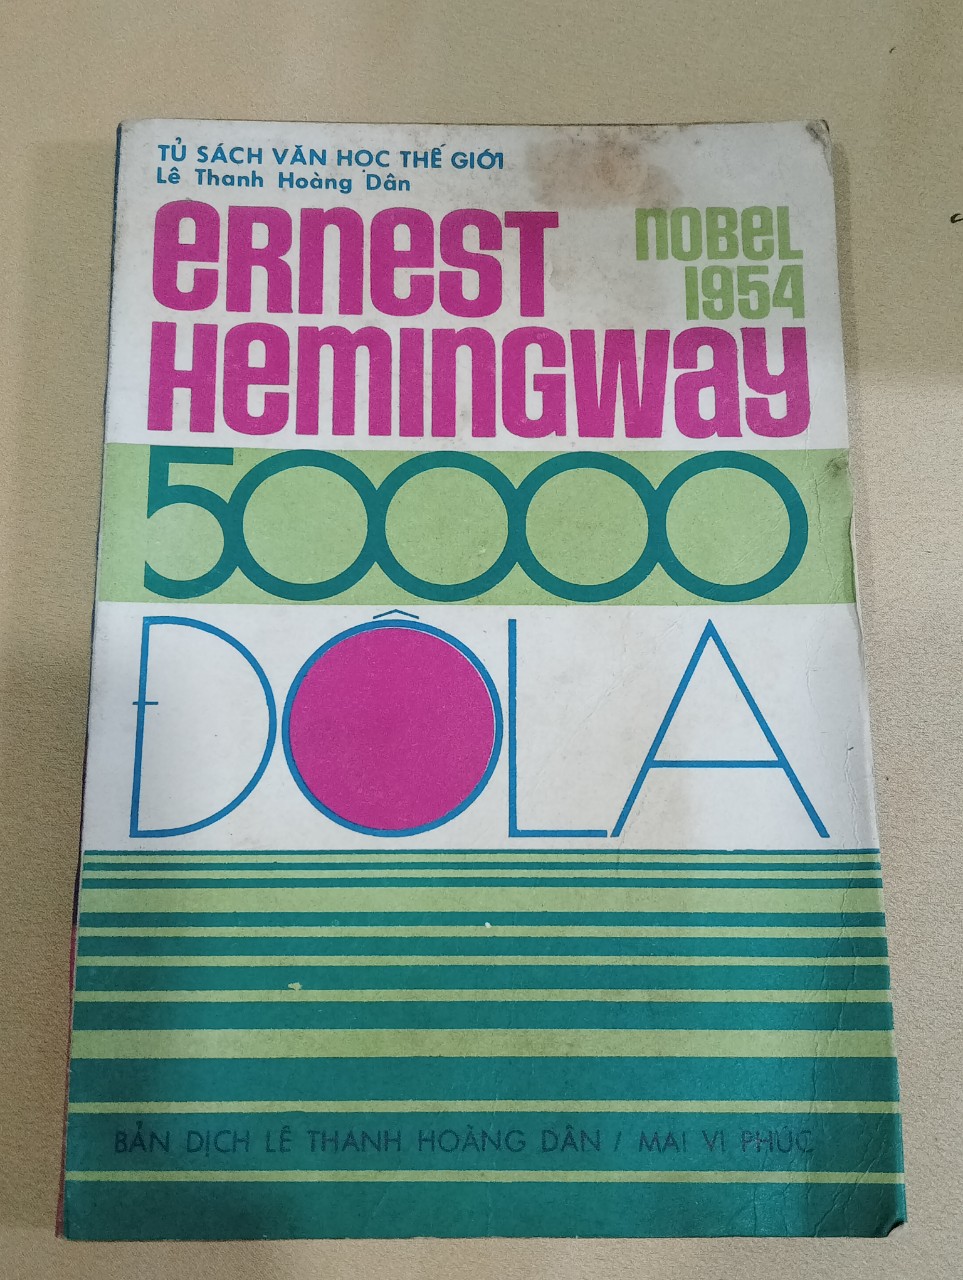 TỦ SÁCH VĂN HỌC THẾ GIỚI
Lê Thanh Hoàng Dân
ERNEST
HEMINGWAY
NOBEL
1954
50000
ĐÔLA
BẢN DỊCH LÊ THANH HOÀNG DÂN / MAI VI PHÚC